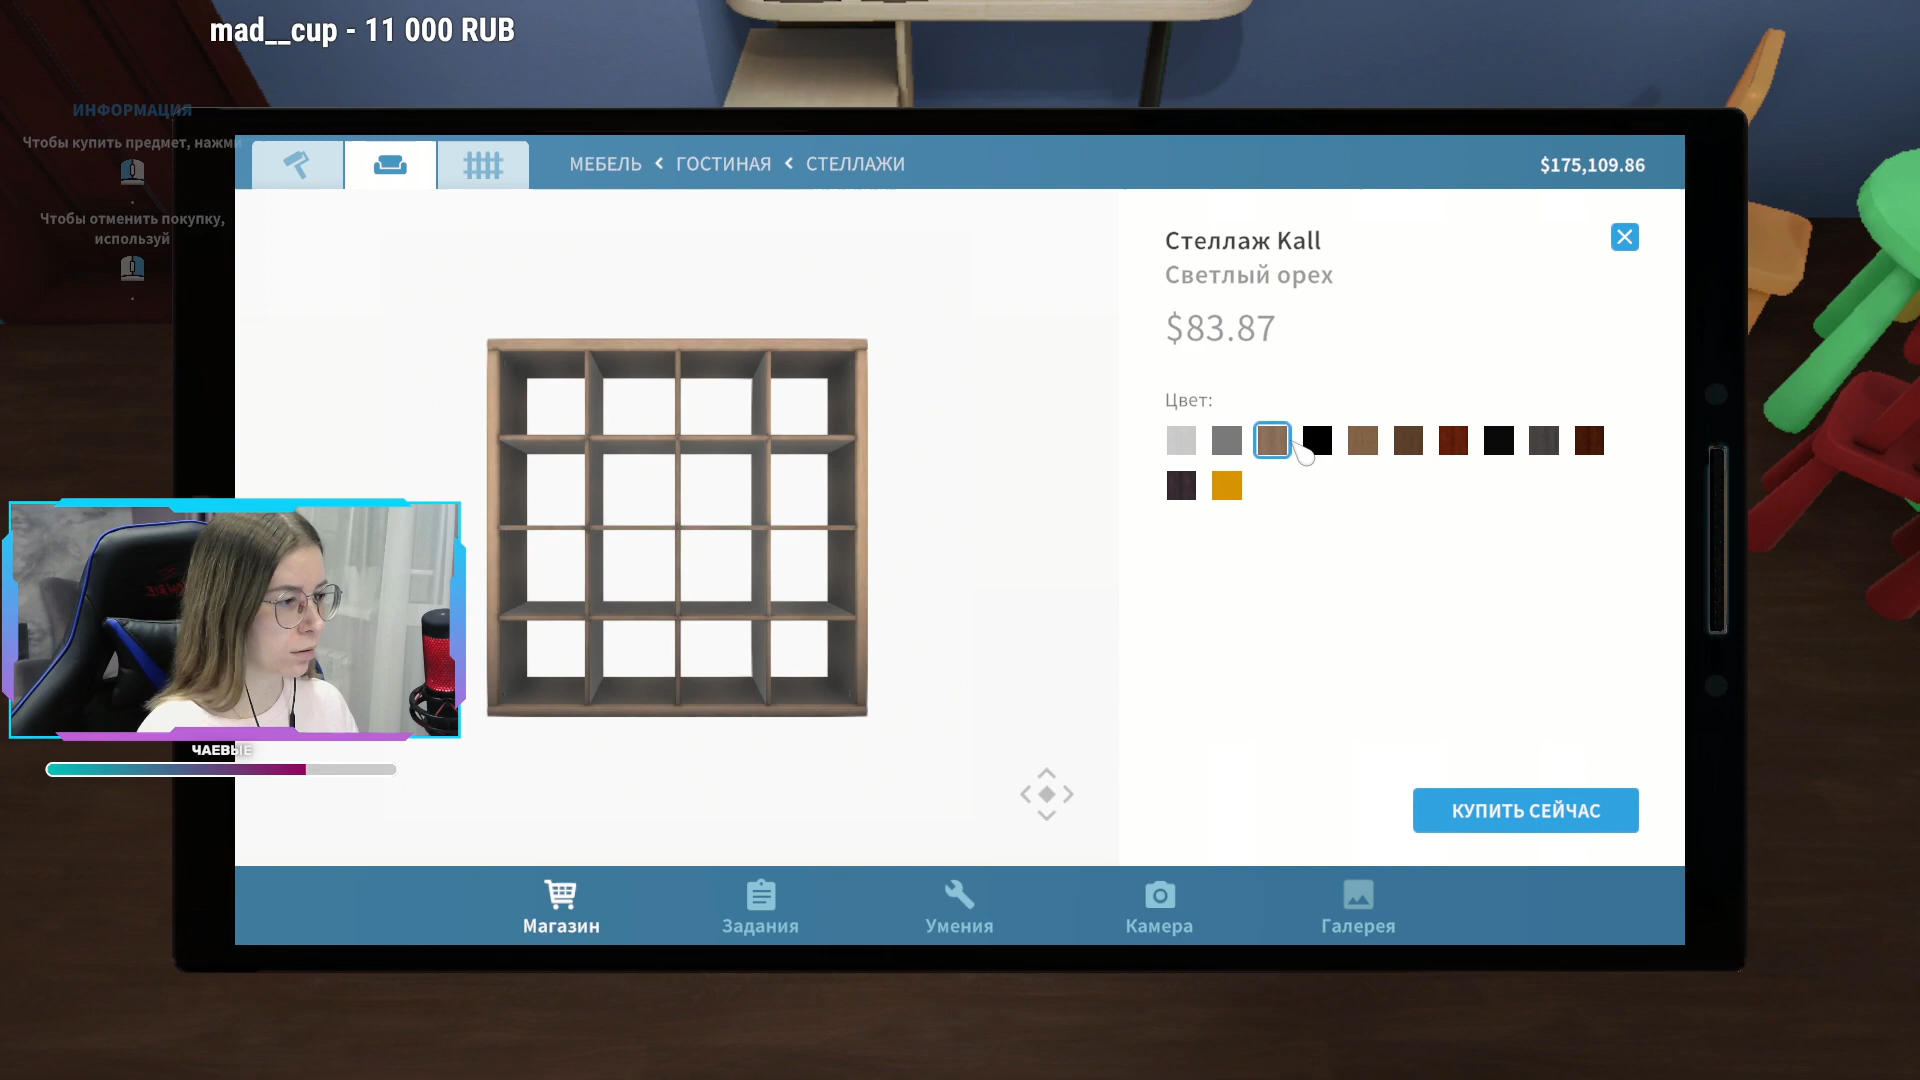 mad__cup - 11 000 RUB
ИНФОРМАЦИЯ
Чтобы купить предмет, нажми
.
Чтобы отменить покупку,
используй
.
МЕБЕЛЬ < ГОСТИНАЯ < СТЕЛЛАЖИ
$175,109.86
Стеллаж Kall
Светлый орех
$83.87
Цвет:
КУПИТЬ СЕЙЧАС
ЧАЕВЫЕ
Магазин
Задания
Умения
Камера
Галерея